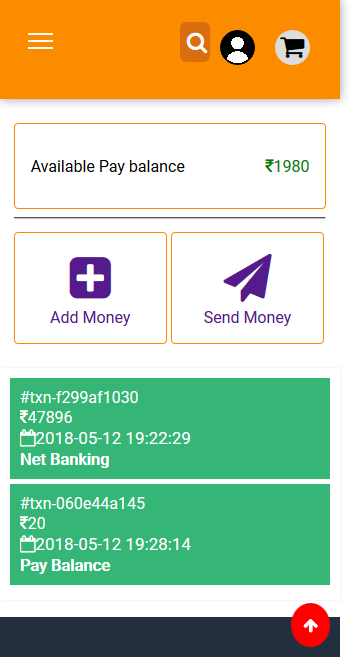 Available Pay balance
₹1980
Add Money
Send Money
#txn-f299af1030
₹47896
2018-05-12 19:22:29
Net Banking
#txn-060e44a145
₹20
2018-05-12 19:28:14
Pay Balance